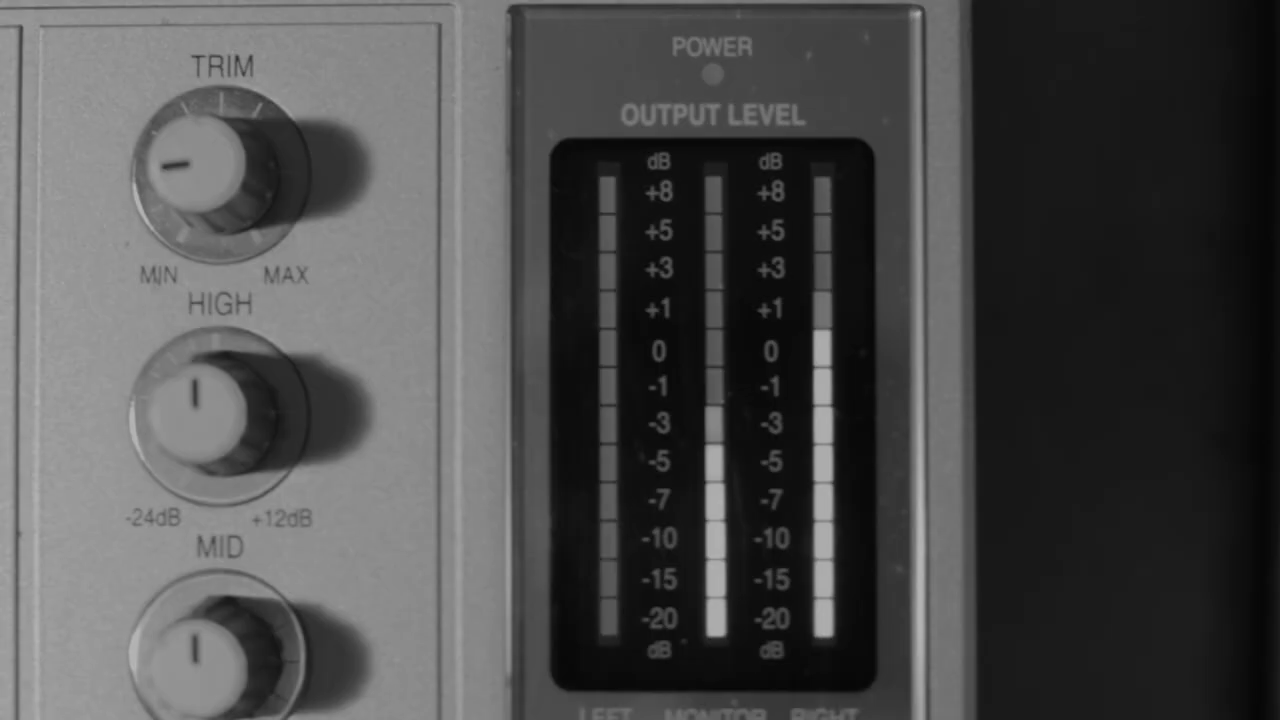 TRIM
MIN MAX
HIGH
-24dB +12dB
MID
POWER
OUTPUT LEVEL
dB dB
+8 +8
+5 +5
+3 +3
+1 +1
0 0
-1 -1
-3 -3
-5 -5
-7 -7
-10 -10
-15 -15
-20 -20
dB dB
LEFT MONITOR RIGHT